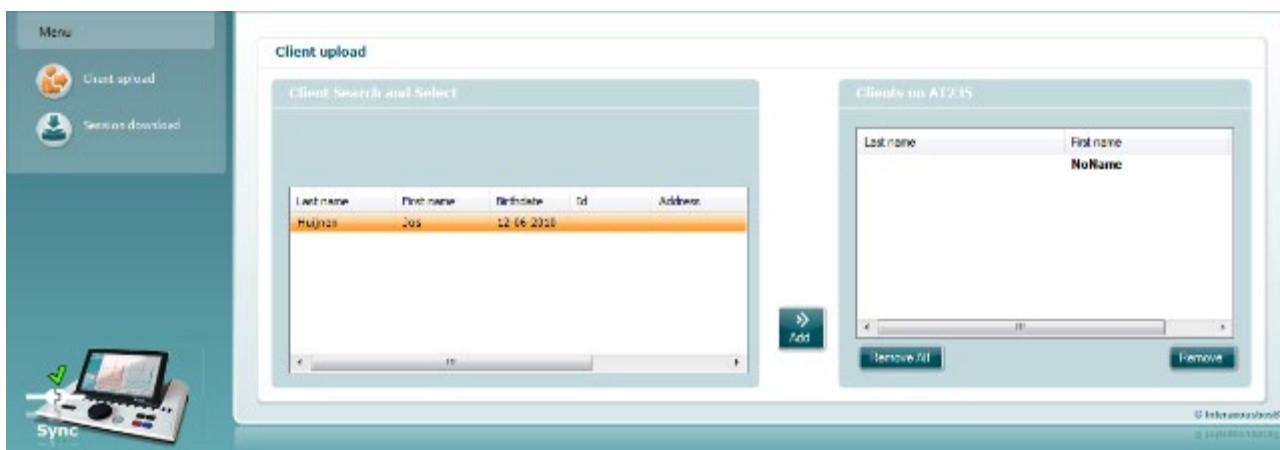 Menu
Client upload
Session download
Sync
Client upload
Client Search and Select
Last name First name Birthdate Id Address
Huijnen Jos 12-06-2010
Add
Clients on AT235
Last name First name
NoName
Remove All Remove
© Interacoustics®